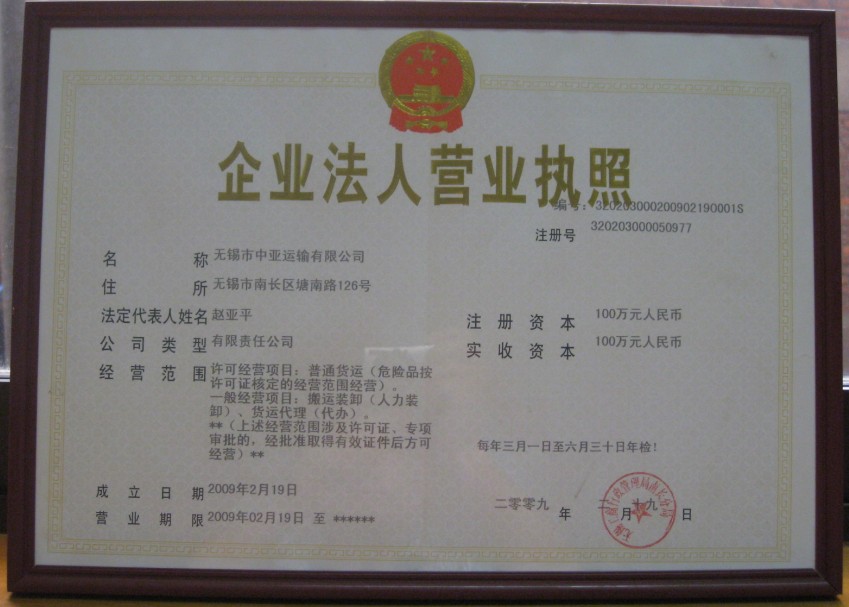 企业法人营业执照
编号：320203000200902190001S
注册号 320203000050977
名称 无锡市中亚运输有限公司
住所 无锡市南长区塘南路126号
法定代表人姓名 赵亚平
注册资本 100万元人民币
公司类型 有限责任公司
实收资本 100万元人民币
经营范围 许可经营项目：普通货运（危险品按
许可证核定的经营范围经营）。
一般经营项目：搬运装卸（人力装
卸）、货运代理（代办）。
**（上述经营范围涉及许可证、专项
审批的，经批准取得有效证件后方可
经营）**
每年三月一日至六月三十日年检！
成立日期 2009年2月19日
营业期限 2009年02月19日 至 ******
二零零九 年 二 月 十九 日